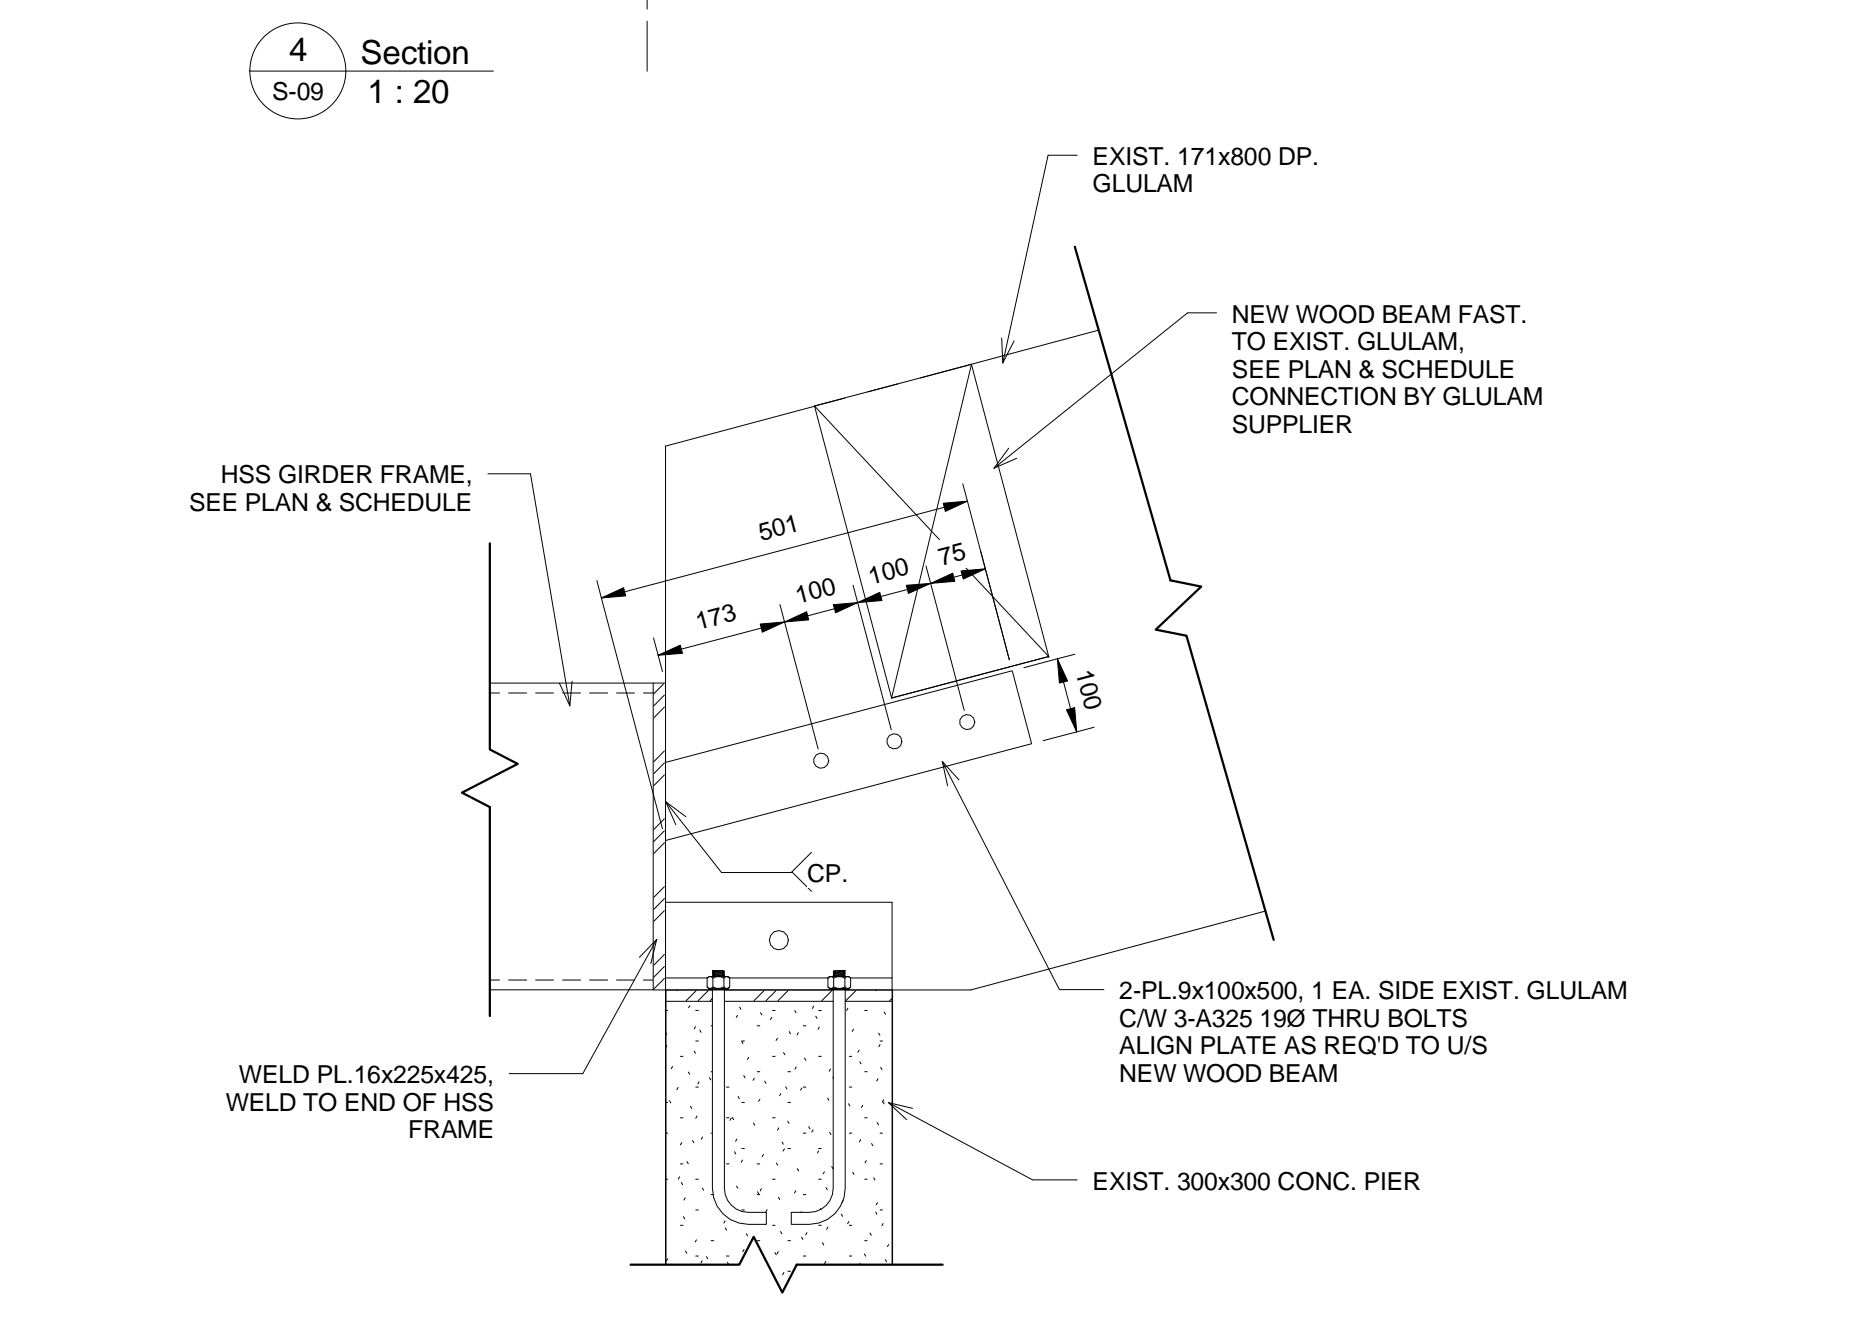 4
Section
S-09
1 : 20
EXIST. 171x800 DP.
GLULAM
NEW WOOD BEAM FAST.
TO EXIST. GLULAM,
SEE PLAN & SCHEDULE
CONNECTION BY GLULAM
SUPPLIER
HSS GIRDER FRAME,
SEE PLAN & SCHEDULE
501
173
100
100
75
100
CP.
2-PL.9x100x500, 1 EA. SIDE EXIST. GLULAM
C/W 3-A325 19Ø THRU BOLTS
ALIGN PLATE AS REQ'D TO U/S
NEW WOOD BEAM
WELD PL.16x225x425,
WELD TO END OF HSS
FRAME
EXIST. 300x300 CONC. PIER